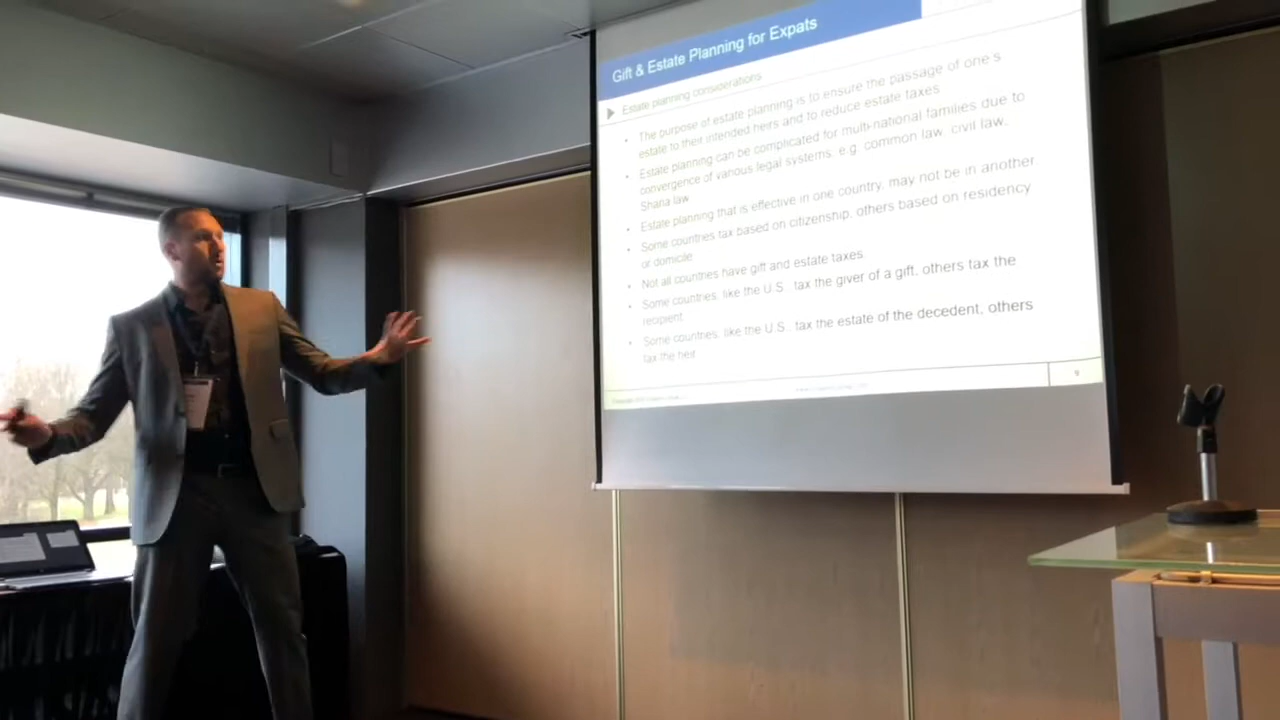 Gift & Estate Planning for Expats
Estate planning considerations
• The purpose of estate planning is to ensure the passage of one's
estate to their intended heirs and to reduce estate taxes
• Estate planning can be complicated for multi-national families due to
convergence of various legal systems, e.g. common law, civil law,
Sharia law
• Estate planning that is effective in one country, may not be in another.
• Some countries tax based on citizenship, others based on residency
or domicile
• Not all countries have gift and estate taxes.
• Some countries, like the U.S., tax the giver of a gift, others tax the
recipient
• Some countries, like the U.S., tax the estate of the decedent, others
tax the heir